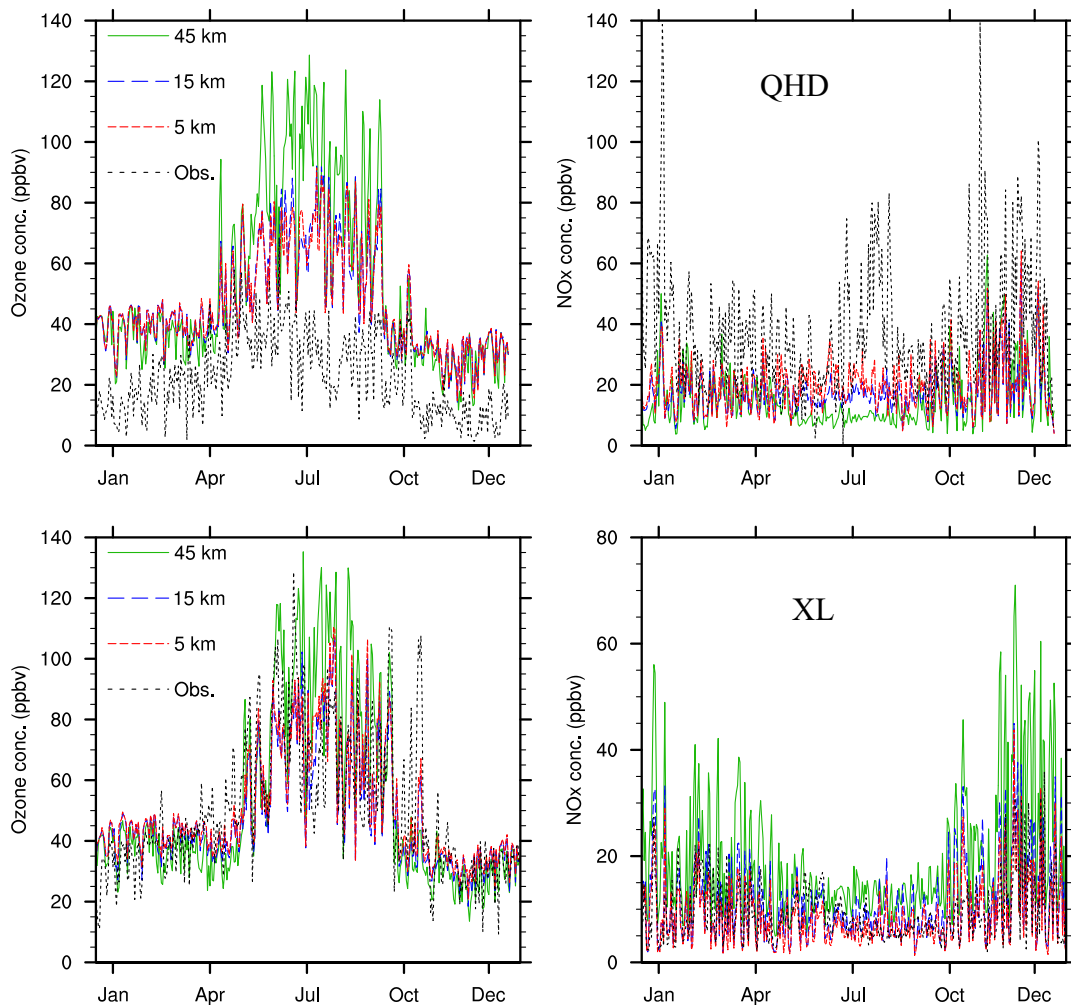 140
120
100
80
60
40
20
0
Ozone conc. (ppbv)
45 km
15 km
5 km
Obs.
Jan Apr Jul Oct Dec
140
120
100
80
60
40
20
0
NOx conc. (ppbv)
QHD
Jan Apr Jul Oct Dec
140
120
100
80
60
40
20
0
Ozone conc. (ppbv)
45 km
15 km
5 km
Obs.
Jan Apr Jul Oct Dec
80
60
40
20
0
NOx conc. (ppbv)
XL
Jan Apr Jul Oct Dec